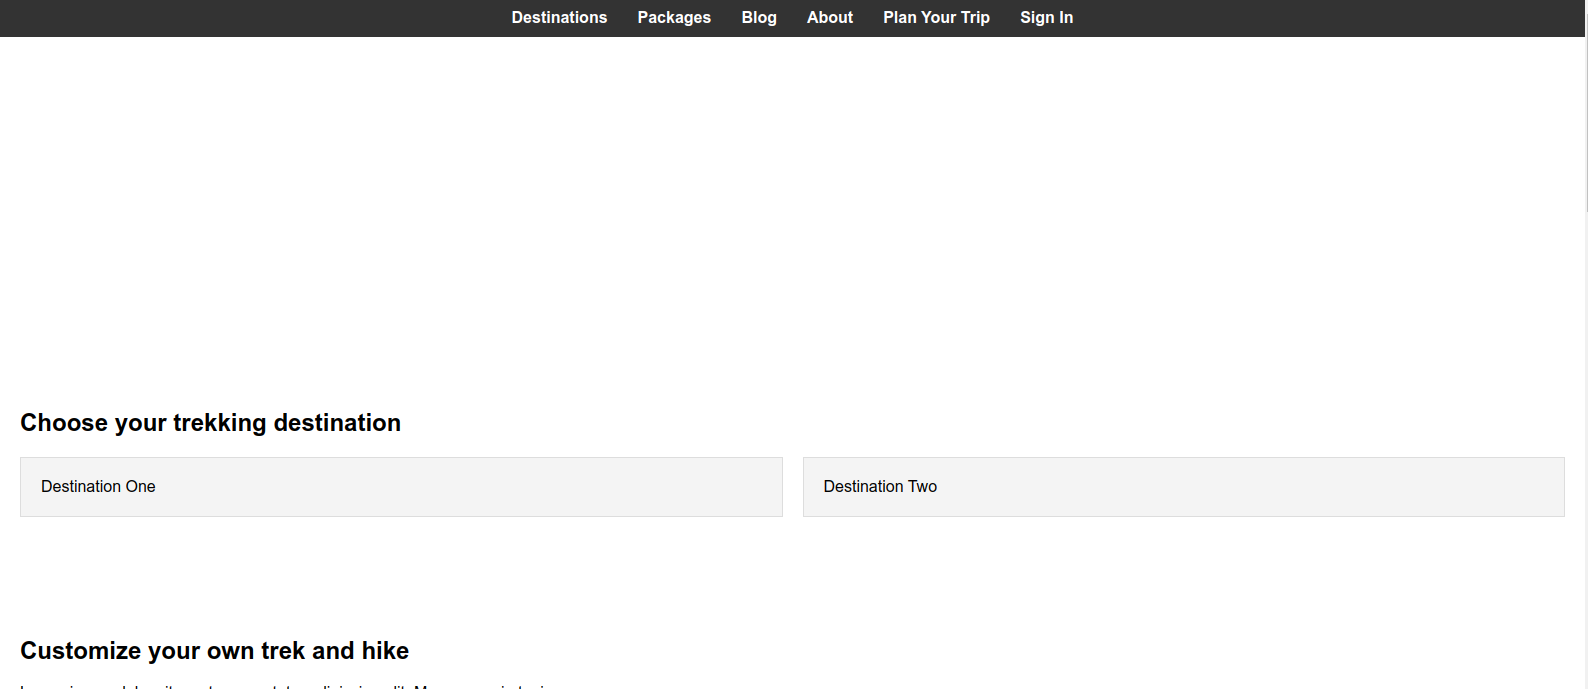 Destinations Packages Blog About Plan Your Trip Sign In
Choose your trekking destination
Destination One
Destination Two
Customize your own trek and hike